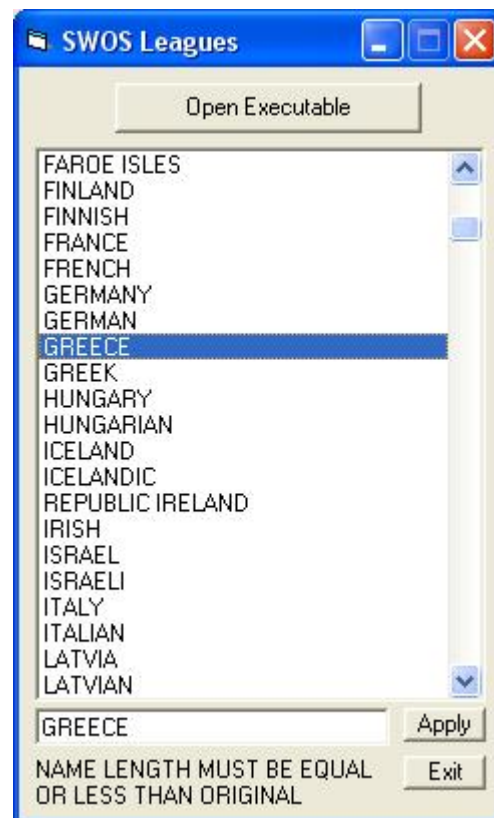 SWOS Leagues
Open Executable
FAROE ISLES
FINLAND
FINNISH
FRANCE
FRENCH
GERMANY
GERMAN
GREECE
GREEK
HUNGARY
HUNGARIAN
ICELAND
ICELANDIC
REPUBLIC IRELAND
IRISH
ISRAEL
ISRAELI
ITALY
ITALIAN
LATVIA
LATVIAN
GREECE
Apply
NAME LENGTH MUST BE EQUAL
OR LESS THAN ORIGINAL
Exit